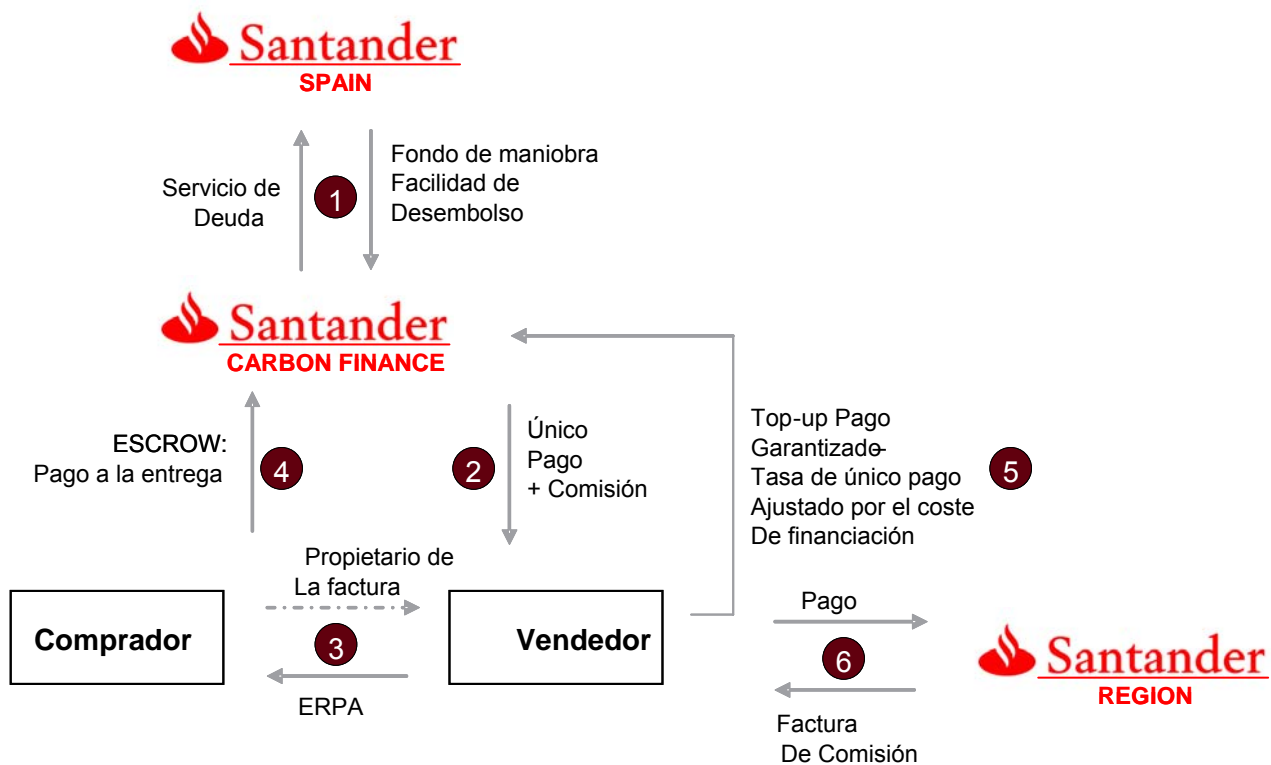 Santander
SPAIN
Servicio de
Deuda
1
Fondo de maniobra
Facilidad de
Desembolso
Santander
CARBON FINANCE
ESCROW:
Pago a la entrega
4
2
Único
Pago
+ Comisión
Top-up Pago
Garantizado-
Tasa de único pago
Ajustado por el coste
De financiación
5
Propietario de
La factura
Comprador
3
ERPA
Vendedor
Pago
6
Factura
De Comisión
Santander
REGION